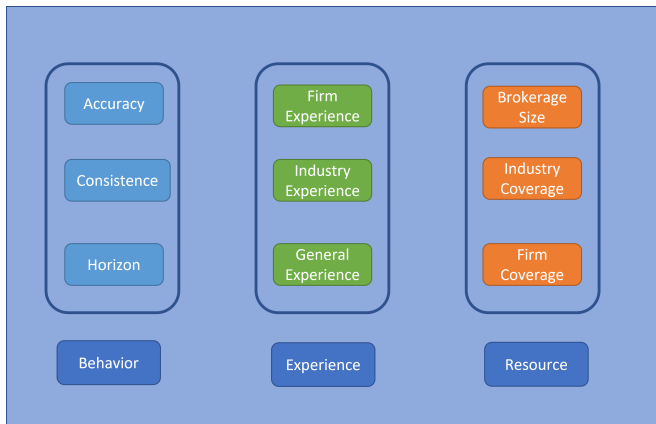 Accuracy
Consistence
Horizon
Behavior
Firm
Experience
Industry
Experience
General
Experience
Experience
Brokerage
Size
Industry
Coverage
Firm
Coverage
Resource